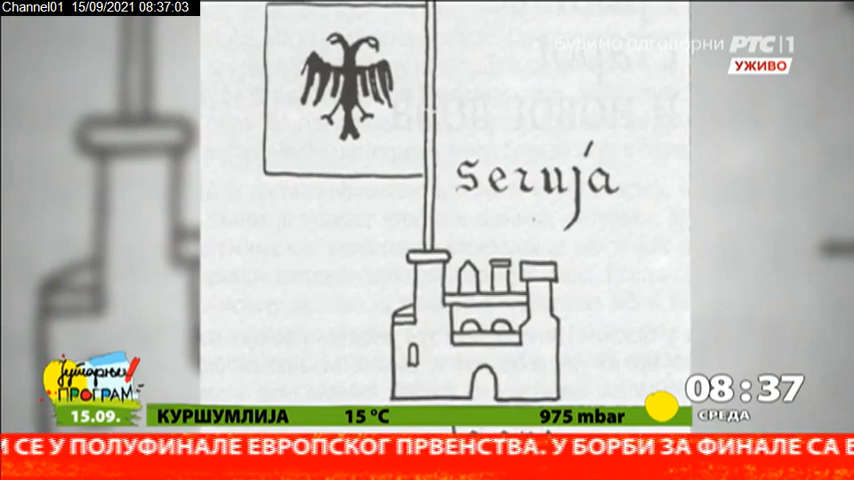 Channel01 15/09/2021 08:37:03
Будимо одговорни РТС 1
УЖИВО
seruja
Јутарњи
ПРОГРАМ
08:37
15.09. КУРШУМЛИЈА 15 °C 975 mbar
СРЕДА
И СЕ У ПОЛУФИНАЛЕ ЕВРОПСКОГ ПРВЕНСТВА. У БОРБИ ЗА ФИНАЛЕ СА